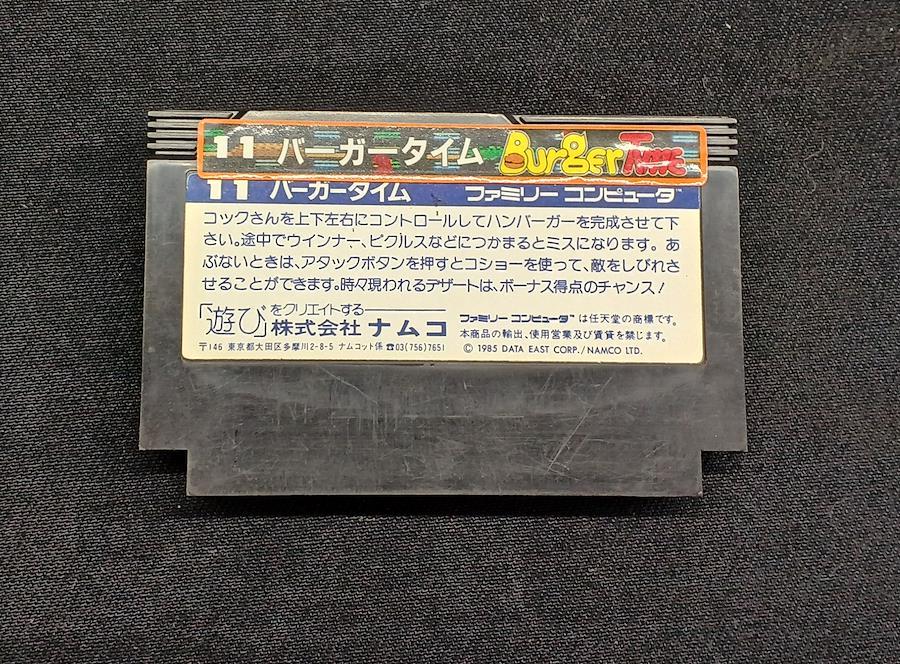 11 バーガータイム BurgerTime
11 バーガータイム ファミリー コンピュータ™
コックさんを上下左右にコントロールしてハンバーガーを完成させて下
さい。途中でウインナー、ピクルスなどにつかまるとミスになります。あ
ぶないときは、アタックボタンを押すとコショーを使って、敵をしびれさ
せることができます。時々現われるデザートは、ボーナス得点のチャンス!
「遊び」をクリエイトする
株式会社 ナムコ
〒146 東京都大田区多摩川2-8-5 ナムコット係 ☎03(756)7651
ファミリー コンピュータ™ は任天堂の商標です。
本商品の輸出、使用営業及び賃貸を禁じます。
© 1985 DATA EAST CORP./NAMCO LTD.